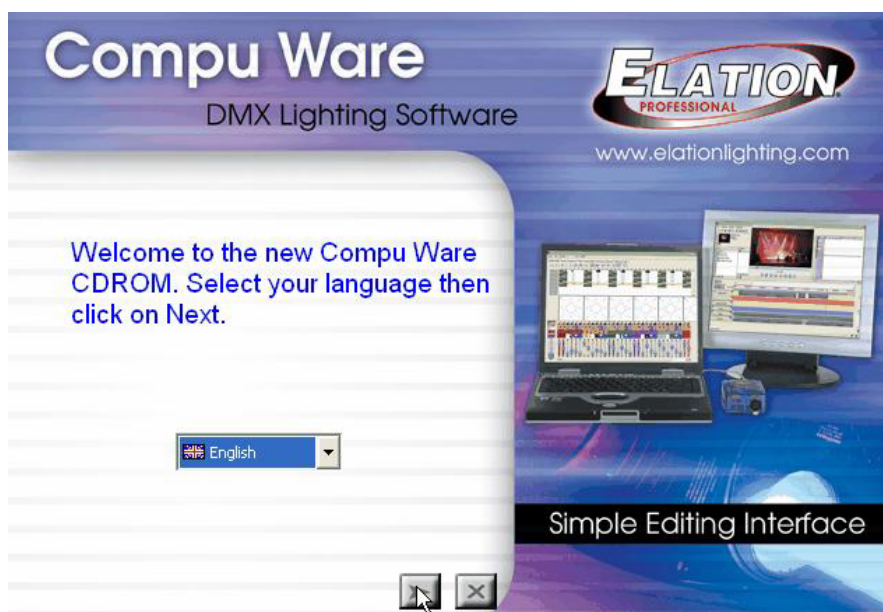 Compu Ware
DMX Lighting Software
ELATION
PROFESSIONAL
www.elationlighting.com
Welcome to the new Compu Ware
CDROM. Select your language then
click on Next.
English
Simple Editing Interface